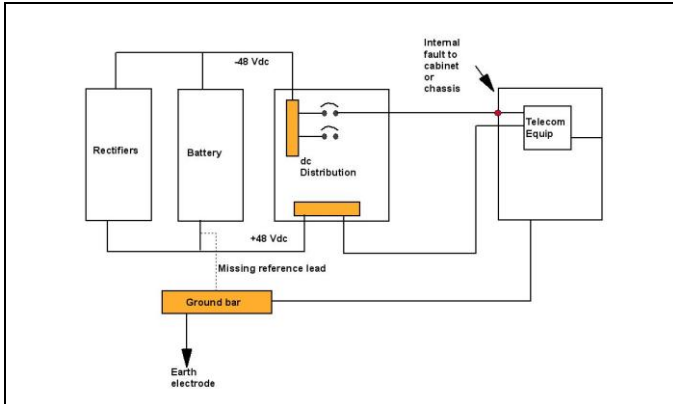 Internal
fault to
cabinet
or
chassis
-48 Vdc
Rectifiers
Battery
dc
Distribution
Telecom
Equip
+48 Vdc
Missing reference lead
Ground bar
Earth
electrode